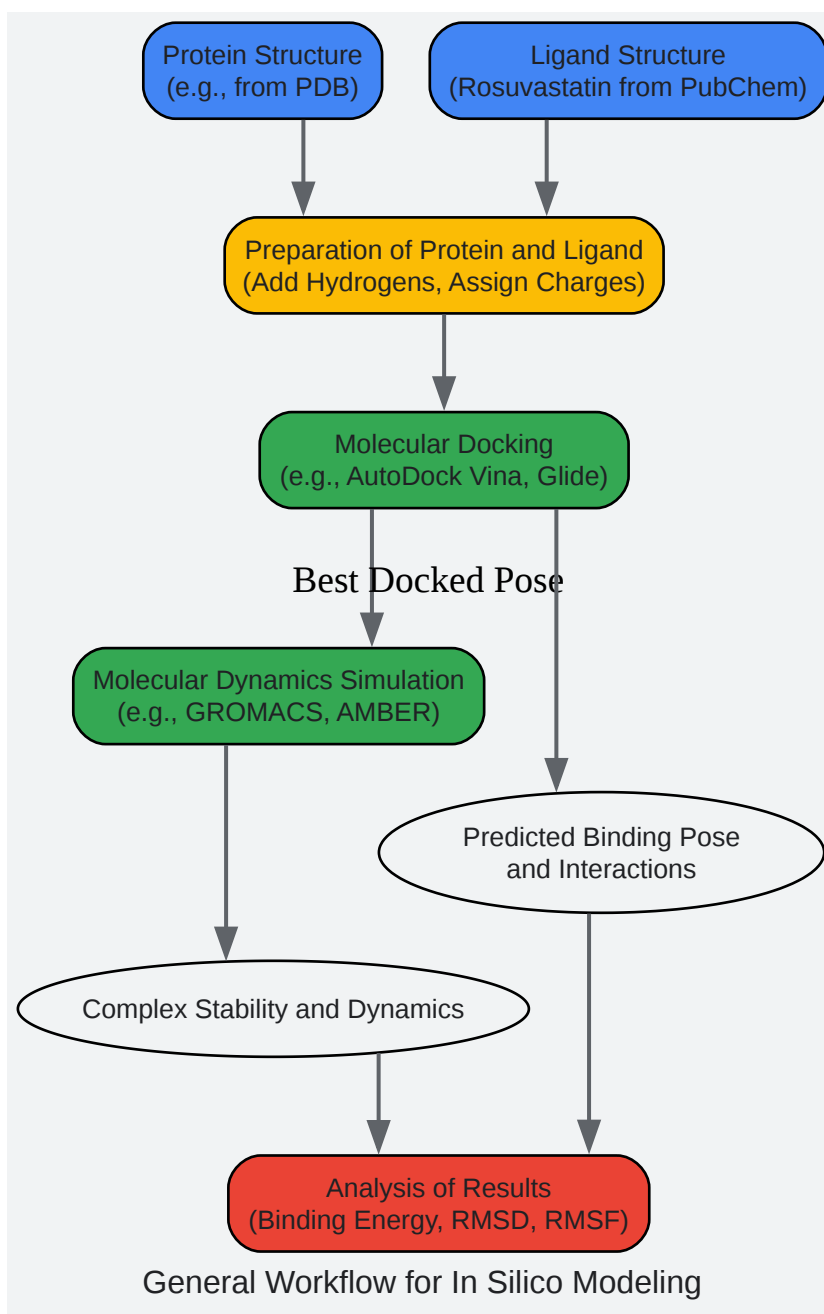 Protein Structure
(e.g., from PDB)
Ligand Structure
(Rosuvastatin from PubChem)
Preparation of Protein and Ligand
(Add Hydrogens, Assign Charges)
Molecular Docking
(e.g., AutoDock Vina, Glide)
Best Docked Pose
Molecular Dynamics Simulation
(e.g., GROMACS, AMBER)
Predicted Binding Pose
and Interactions
Complex Stability and Dynamics
Analysis of Results
(Binding Energy, RMSD, RMSF)
General Workflow for In Silico Modeling